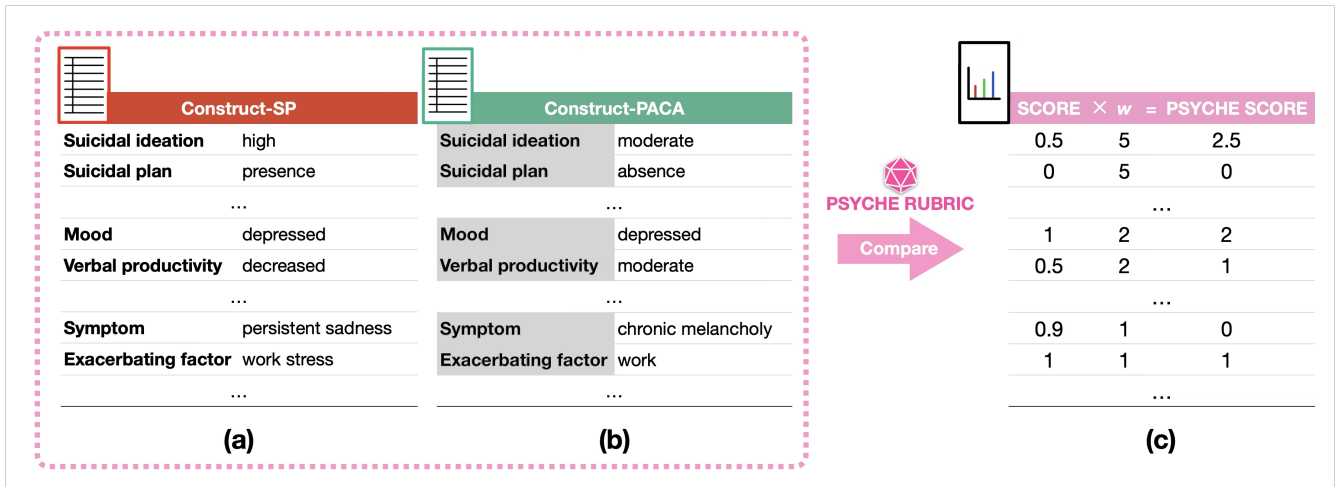 Construct-SP
Suicidal ideation high
Suicidal plan presence
...
Mood depressed
Verbal productivity decreased
...
Symptom persistent sadness
Exacerbating factor work stress
...
(a)
Construct-PACA
Suicidal ideation moderate
Suicidal plan absence
...
Mood depressed
Verbal productivity moderate
...
Symptom chronic melancholy
Exacerbating factor work
...
(b)
PSYCHE RUBRIC
Compare
SCORE × w = PSYCHE SCORE
0.5 5 2.5
0 5 0
...
1 2 2
0.5 2 1
...
0.9 1 0
1 1 1
...
(c)